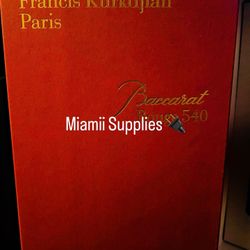 Francis Kurkdjian
Paris
Baccarat
Miamii Supplies
Rouge 540